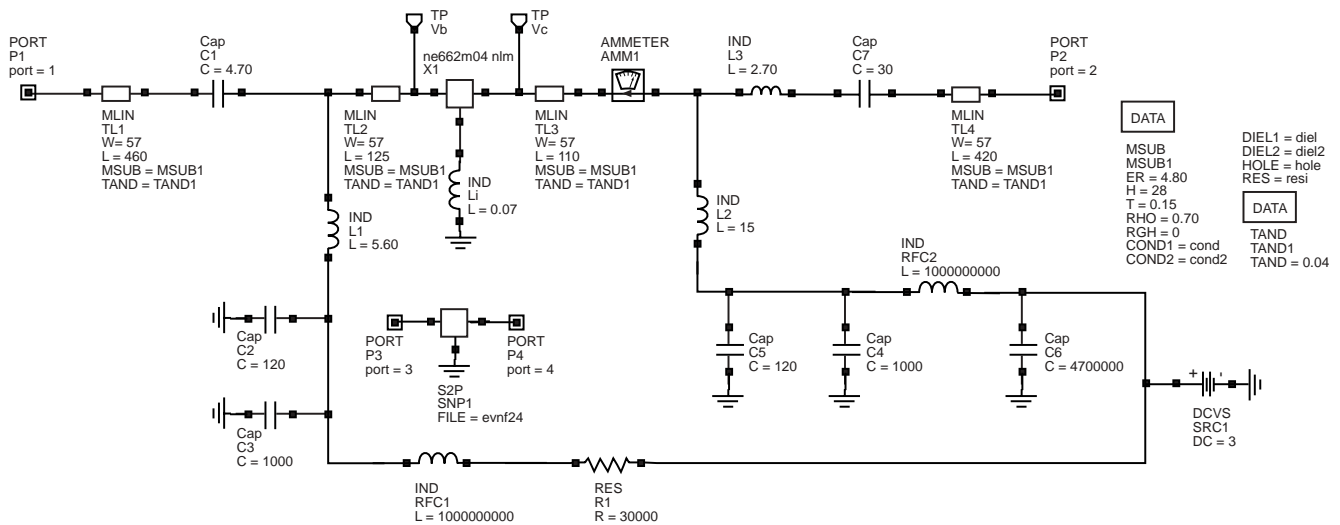 PORT
P1
port = 1
MLIN
TL1
W= 57
L = 460
MSUB = MSUB1
TAND = TAND1
Cap
C1
C = 4.70
MLIN
TL2
W= 57
L = 125
MSUB = MSUB1
TAND = TAND1
TP
Vb
ne662m04 nlm
X1
TP
Vc
IND
Li
L = 0.07
MLIN
TL3
W= 57
L = 110
MSUB = MSUB1
TAND = TAND1
AMMETER
AMM1
IND
L3
L = 2.70
Cap
C7
C = 30
MLIN
TL4
W= 57
L = 420
MSUB = MSUB1
TAND = TAND1
PORT
P2
port = 2
DATA
MSUB
MSUB1
ER = 4.80
H = 28
T = 0.15
RHO = 0.70
RGH = 0
COND1 = cond
COND2 = cond2
DIEL1 = diel
DIEL2 = diel2
HOLE = hole
RES = resi
DATA
TAND
TAND1
TAND = 0.04
IND
L1
L = 5.60
IND
L2
L = 15
IND
RFC2
L = 1000000000
Cap
C2
C = 120
PORT
P3
port = 3
PORT
P4
port = 4
S2P
SNP1
FILE = evnf24
Cap
C5
C = 120
Cap
C4
C = 1000
Cap
C6
C = 4700000
+
-
DCVS
SRC1
DC = 3
Cap
C3
C = 1000
IND
RFC1
L = 1000000000
RES
R1
R = 30000